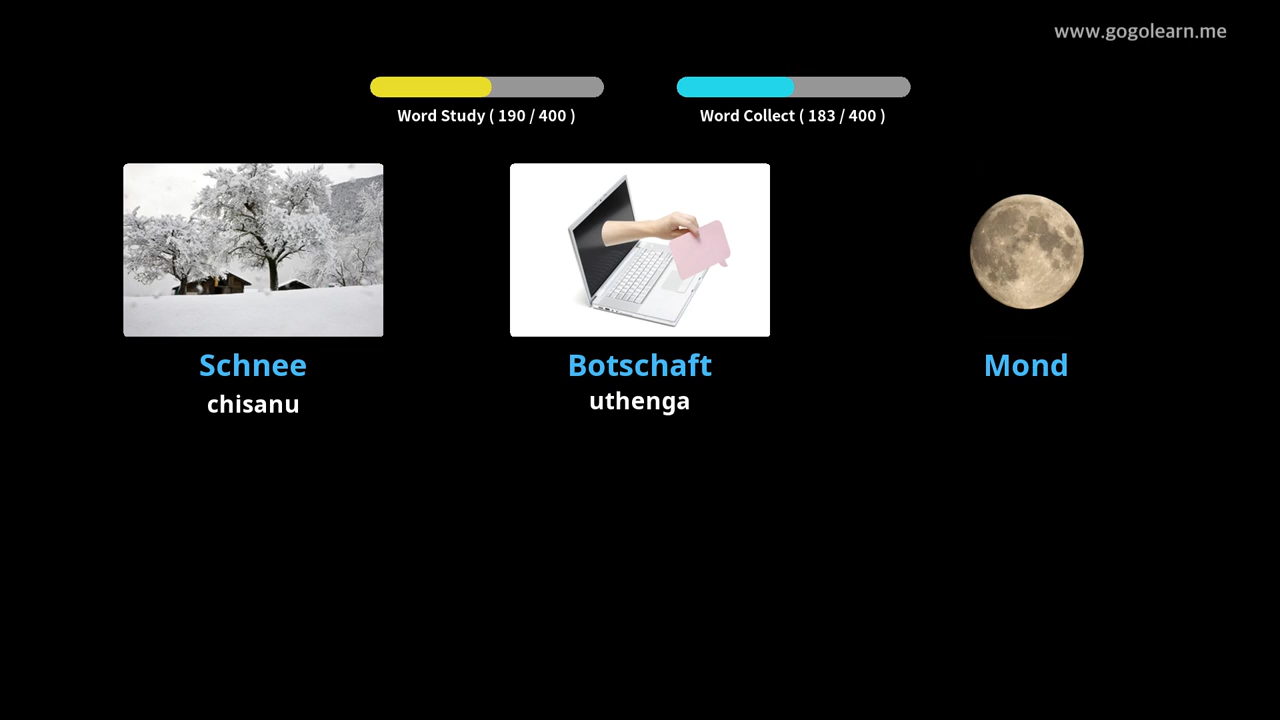 www.gogolearn.me
Word Study ( 190 / 400 )
Word Collect ( 183 / 400 )
Schnee
chisanu
Botschaft
uthenga
Mond